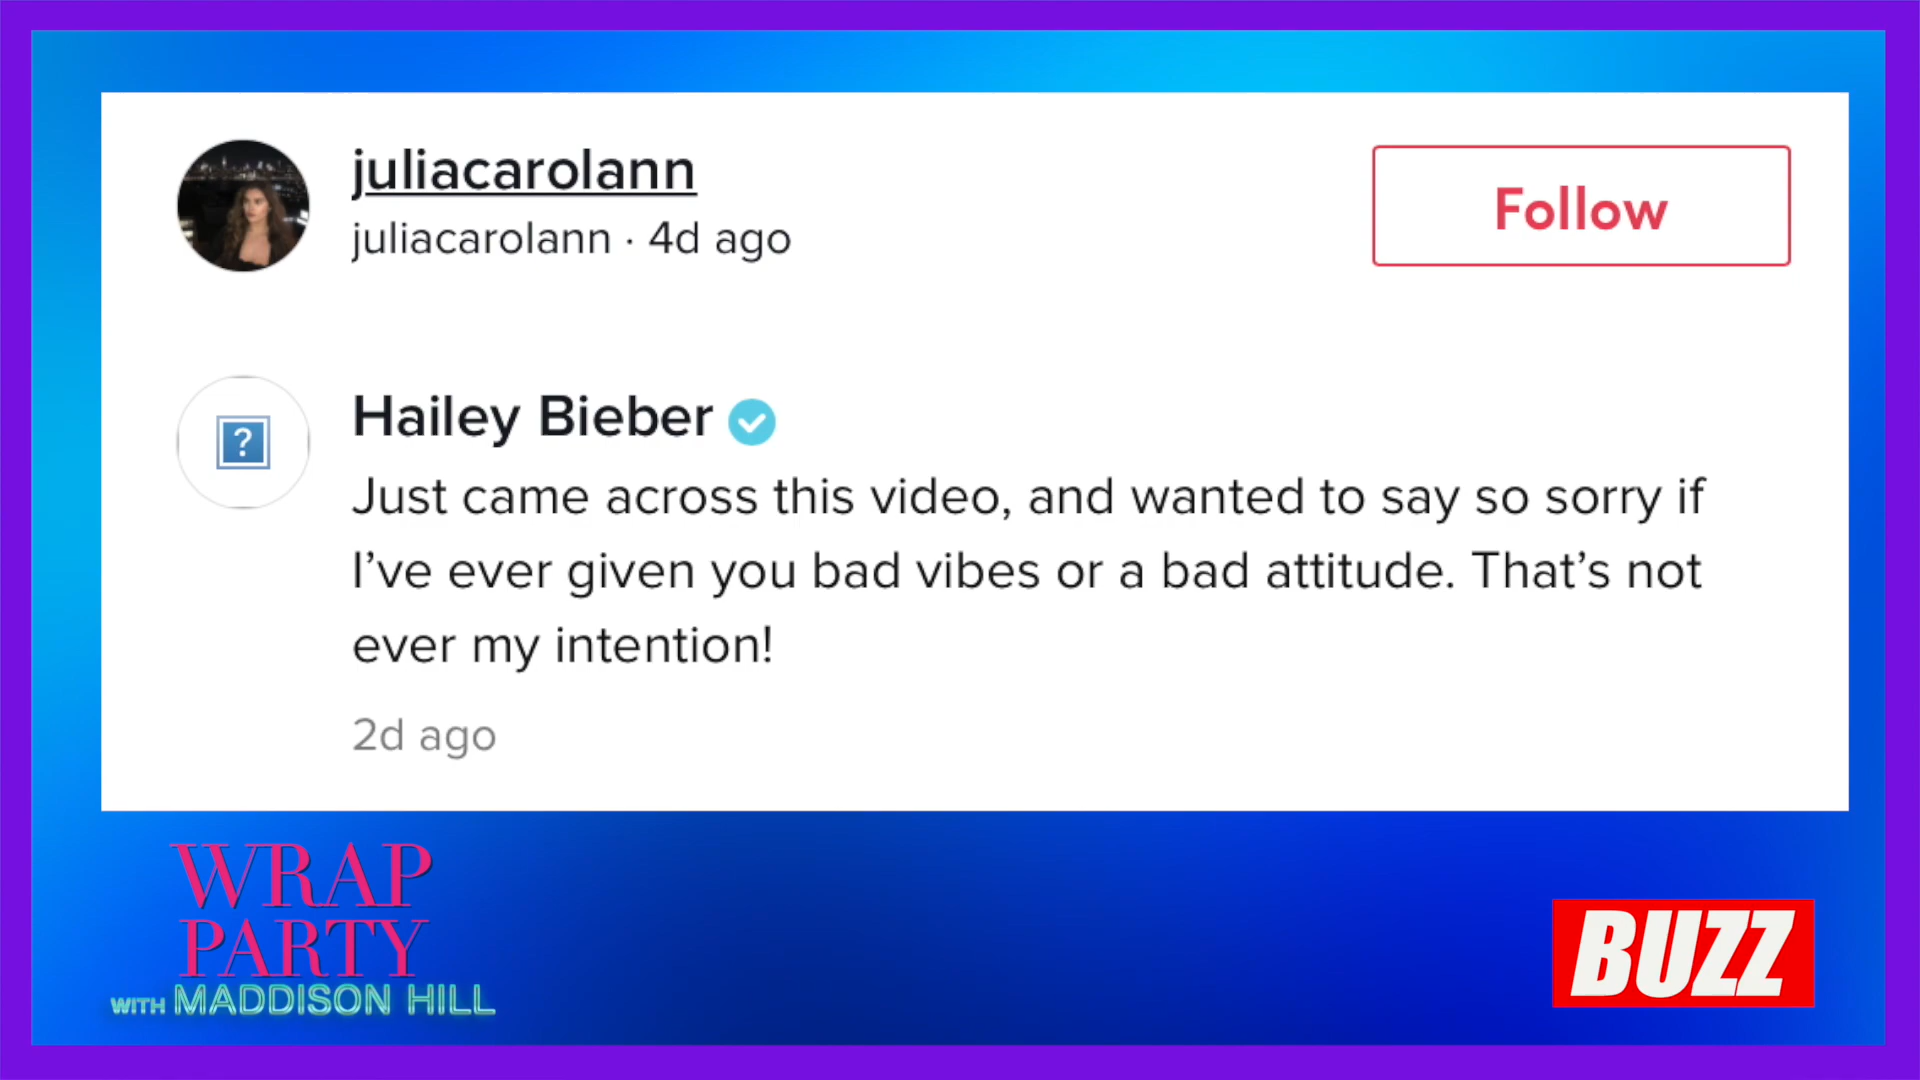 juliacarolann
juliacarolann · 4d ago
Follow
?
Hailey Bieber
Just came across this video, and wanted to say so sorry if
I’ve ever given you bad vibes or a bad attitude. That’s not
ever my intention!
2d ago
WRAP
PARTY
WITH MADDISON HILL
BUZZ